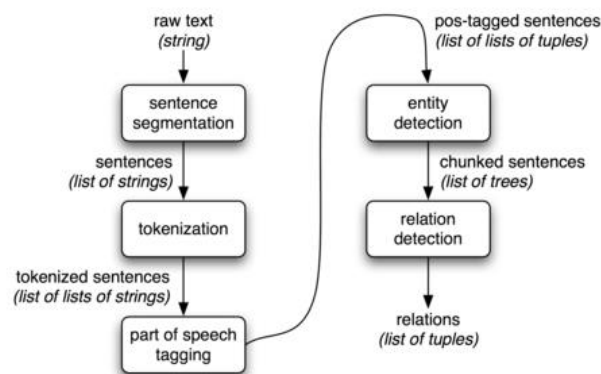 raw text
(string)
sentence
segmentation
sentences
(list of strings)
tokenization
tokenized sentences
(list of lists of strings)
part of speech
tagging
pos-tagged sentences
(list of lists of tuples)
entity
detection
chunked sentences
(list of trees)
relation
detection
relations
(list of tuples)